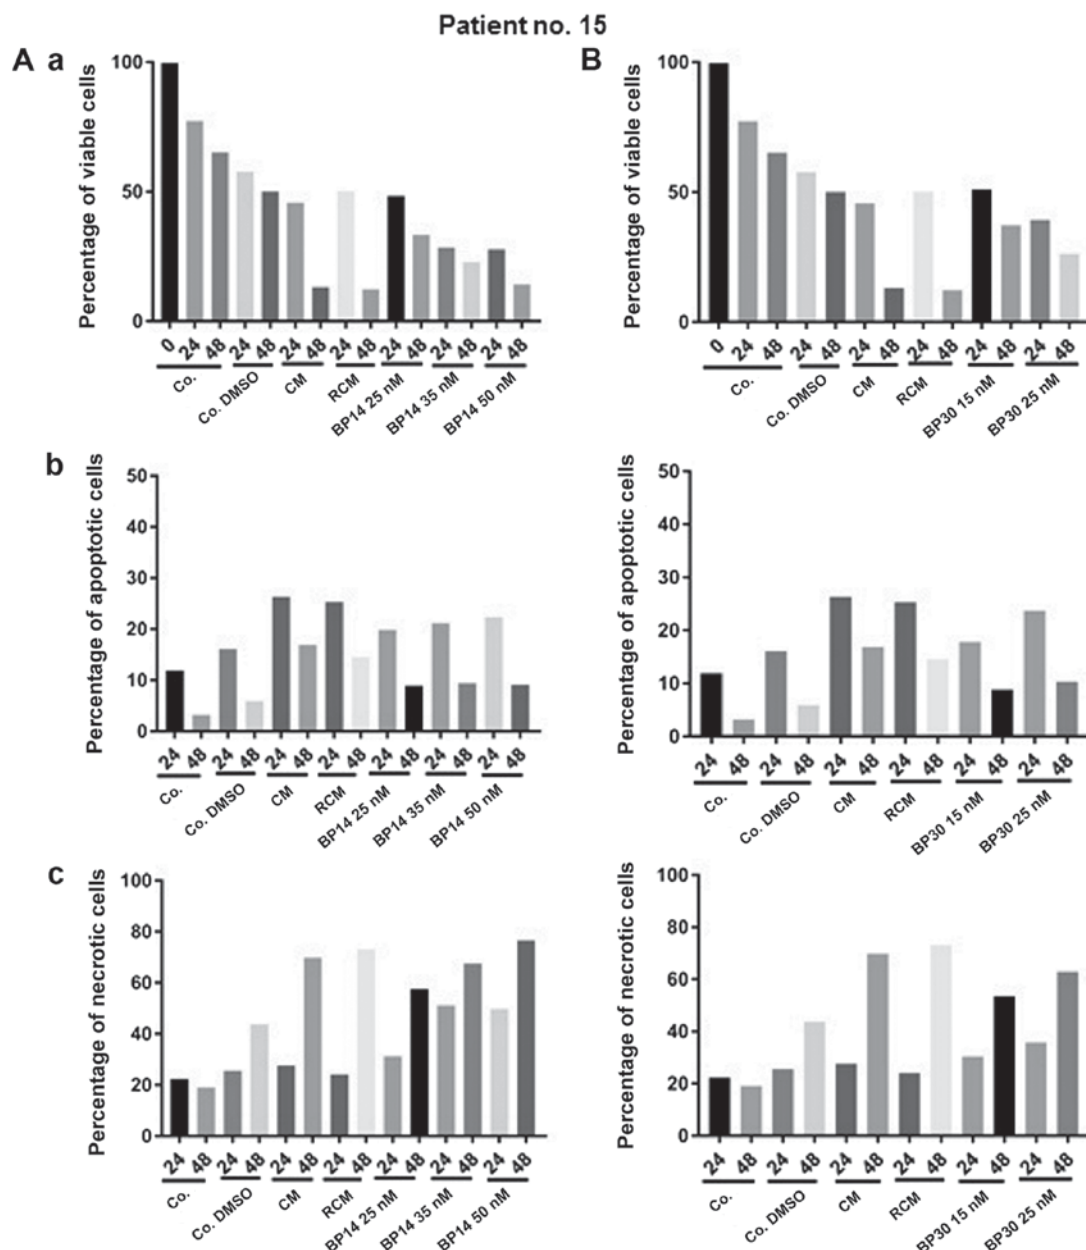 Patient no. 15
A a
Percentage of viable cells
100
50
0
0 24 48 24 48 24 48 24 48 24 48 24 48 24 48
Co. Co. DMSO CM RCM BP14 25 nM BP14 35 nM BP14 50 nM
B
Percentage of viable cells
100
50
0
0 24 48 24 48 24 48 24 48 24 48 24 48
Co. Co. DMSO CM RCM BP30 15 nM BP30 25 nM
b
Percentage of apoptotic cells
50
40
30
20
10
0
24 48 24 48 24 48 24 48 24 48 24 48 24 48
Co. Co. DMSO CM RCM BP14 25 nM BP14 35 nM BP14 50 nM
Percentage of apoptotic cells
50
40
30
20
10
0
24 48 24 48 24 48 24 48 24 48 24 48
Co. Co. DMSO CM RCM BP30 15 nM BP30 25 nM
c
Percentage of necrotic cells
100
80
60
40
20
0
24 48 24 48 24 48 24 48 24 48 24 48 24 48
Co. Co. DMSO CM RCM BP14 25 nM BP14 35 nM BP14 50 nM
Percentage of necrotic cells
100
80
60
40
20
0
24 48 24 48 24 48 24 48 24 48 24 48
Co. Co. DMSO CM RCM BP30 15 nM BP30 25 nM